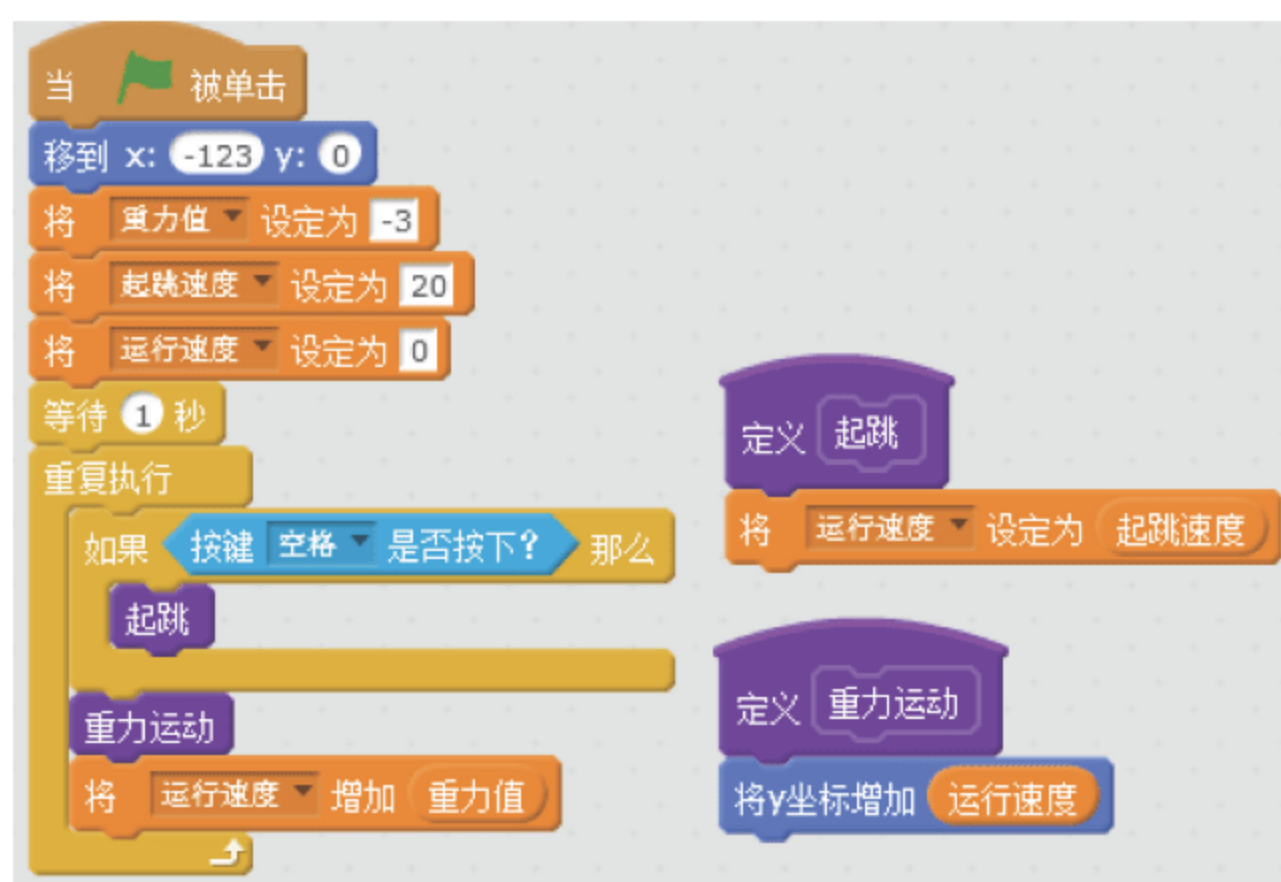 当 被单击
移到 x: -123 y: 0
将 重力值 设定为 -3
将 起跳速度 设定为 20
将 运行速度 设定为 0
等待 1 秒
重复执行
如果 按键 空格 是否按下? 那么
起跳
重力运动
将 运行速度 增加 重力值
定义 起跳
将 运行速度 设定为 起跳速度
定义 重力运动
将y坐标增加 运行速度